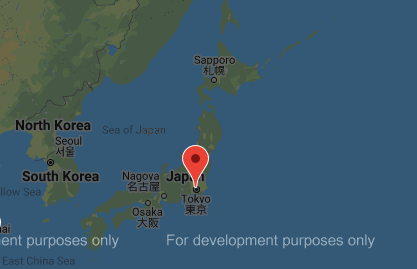 Sapporo
札幌
North Korea
Sea of Japan
Seoul
서울
South Korea
Nagoya
名古屋
Japan
Tokyo
東京
Osaka
大阪
llow Sea
ai
ent purposes only
For development purposes only
East China Sea